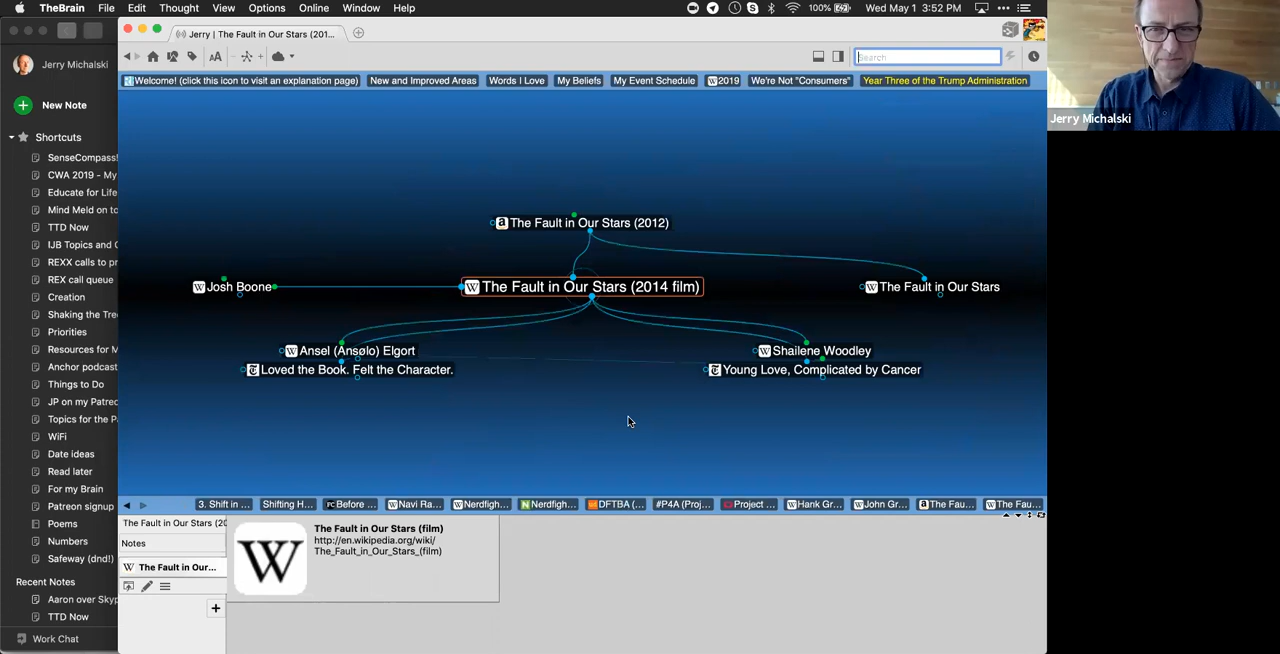 TheBrain File Edit Thought View Options Online Window Help 100% Wed May 1 3:52 PM
Jerry | The Fault in Our Stars (201...
Jerry Michalski
AA
Search
Welcome! (click this icon to visit an explanation page) New and Improved Areas Words I Love My Beliefs My Event Schedule 2019 We're Not "Consumers" Year Three of the Trump Administration
New Note
Shortcuts
SenseCompass!
CWA 2019 - My
Educate for Life
Mind Meld on to
TTD Now
IJB Topics and C
REXX calls to pr
REX call queue
Creation
Shaking the Tree
Priorities
Resources for M
Anchor podcast
Things to Do
JP on my Patreo
Topics for the P
WiFi
Date ideas
Read later
For my Brain
Patreon signup
Poems
Numbers
Safeway (dnd!)
Recent Notes
Aaron over Skyp
TTD Now
Work Chat
The Fault in Our Stars (2012)
Josh Boone
The Fault in Our Stars (2014 film)
The Fault in Our Stars
Ansel (Ansølo) Elgort
Shailene Woodley
Loved the Book. Felt the Character.
Young Love, Complicated by Cancer
3. Shift in ... Shifting H... Before ... Navi Ra... Nerdfigh... Nerdfigh... DFTBA (... #P4A (Proj... Project ... Hank Gr... John Gr... The Fau... The Fau...
The Fault in Our Stars (20
Notes
The Fault in Our...
W
The Fault in Our Stars (film)
http://en.wikipedia.org/wiki/
The_Fault_in_Our_Stars_(film)
Jerry Michalski